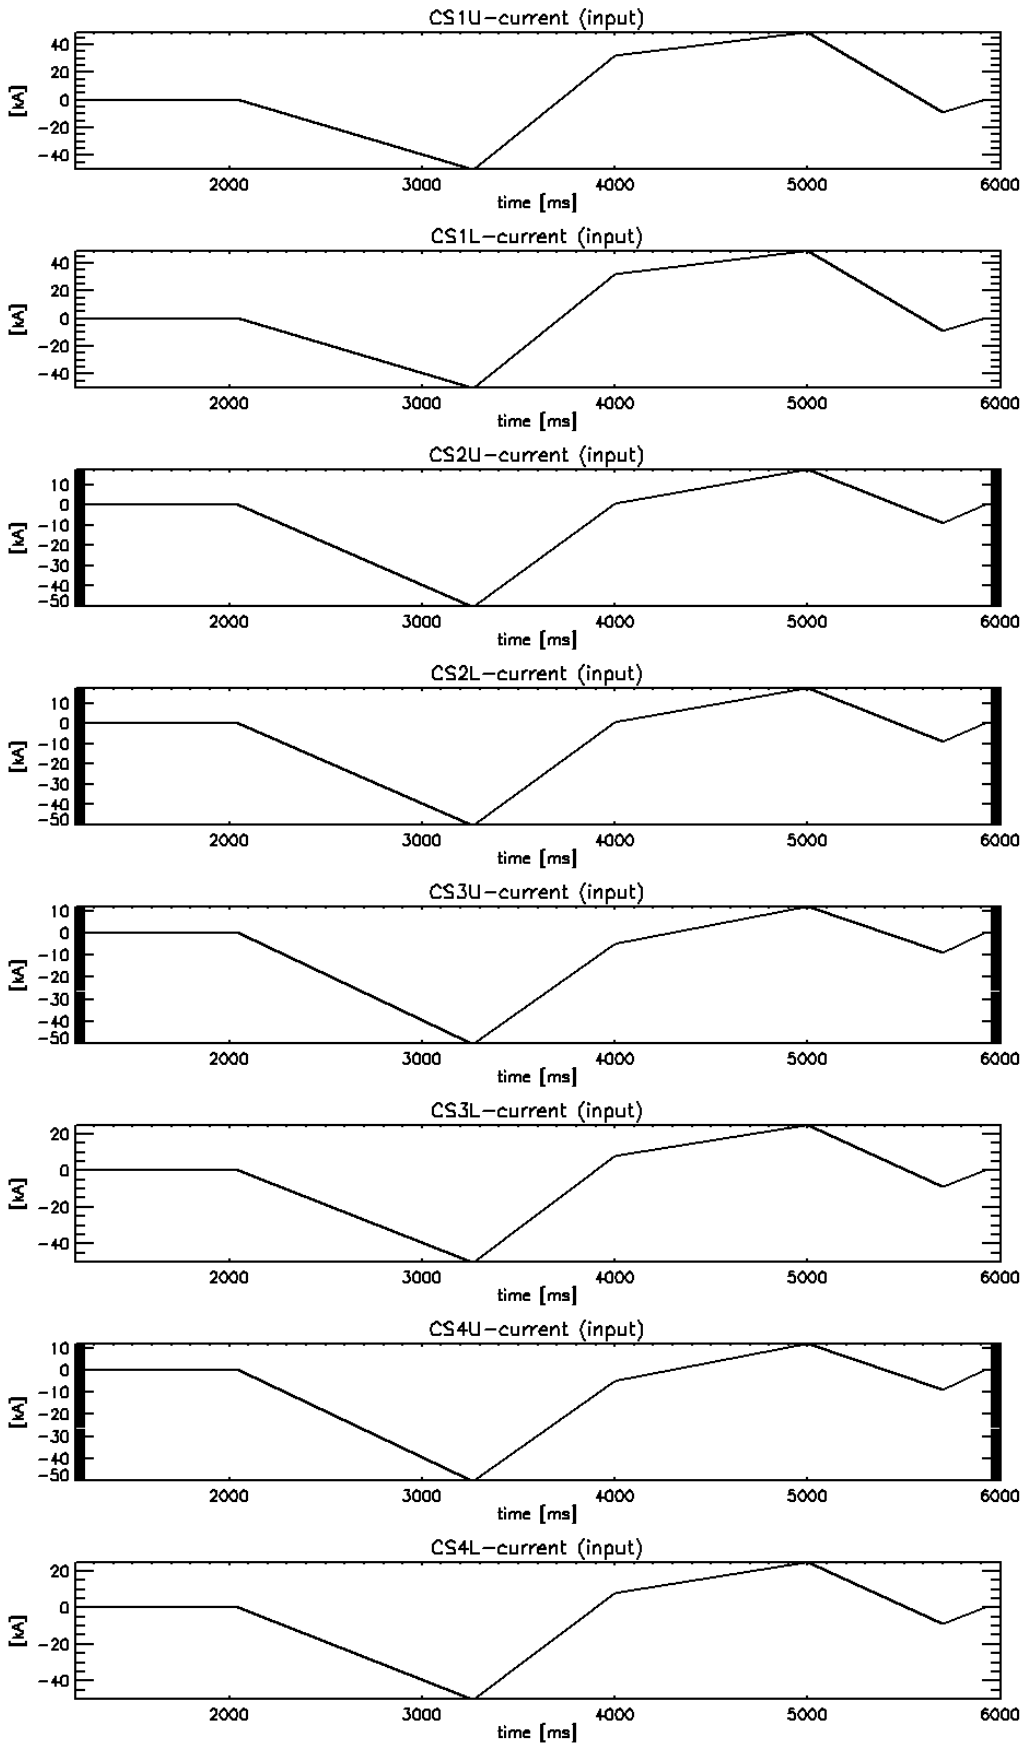 CS1U-current (input)
40
20
0
-20
-40
[kA]
2000 3000 4000 5000 6000
time [ms]
CS1L-current (input)
40
20
0
-20
-40
[kA]
2000 3000 4000 5000 6000
time [ms]
CS2U-current (input)
10
0
-10
-20
-30
-40
-50
[kA]
2000 3000 4000 5000 6000
time [ms]
CS2L-current (input)
10
0
-10
-20
-30
-40
-50
[kA]
2000 3000 4000 5000 6000
time [ms]
CS3U-current (input)
10
0
-10
-20
-30
-40
-50
[kA]
2000 3000 4000 5000 6000
time [ms]
CS3L-current (input)
20
0
-20
-40
[kA]
2000 3000 4000 5000 6000
time [ms]
CS4U-current (input)
10
0
-10
-20
-30
-40
-50
[kA]
2000 3000 4000 5000 6000
time [ms]
CS4L-current (input)
20
0
-20
-40
[kA]
2000 3000 4000 5000 6000
time [ms]